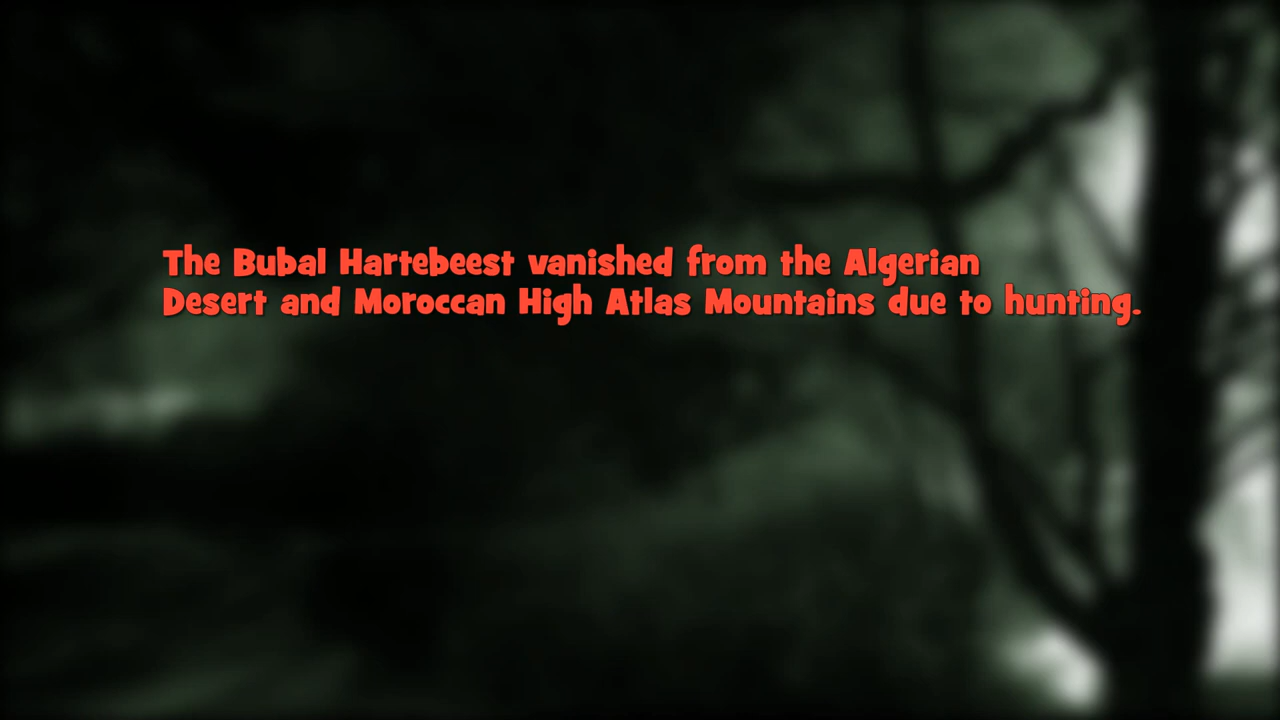 The Bubal Hartebeest vanished from the Algerian
Desert and Moroccan High Atlas Mountains due to hunting.